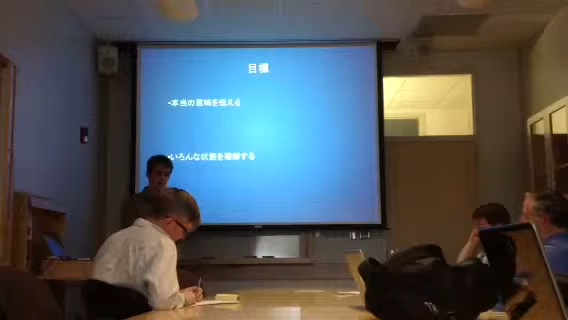 目標
•本当の意味を伝える
•いろんな状態を理解する